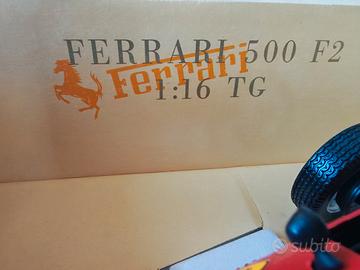 FERRARI 500 F2
Ferrari
1:16 TG
subito